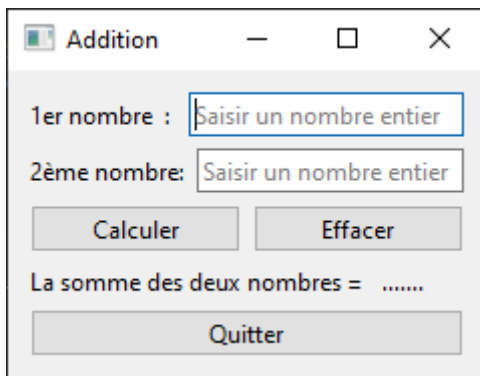 Addition
1er nombre : Saisir un nombre entier
2ème nombre: Saisir un nombre entier
Calculer Effacer
La somme des deux nombres = .......
Quitter